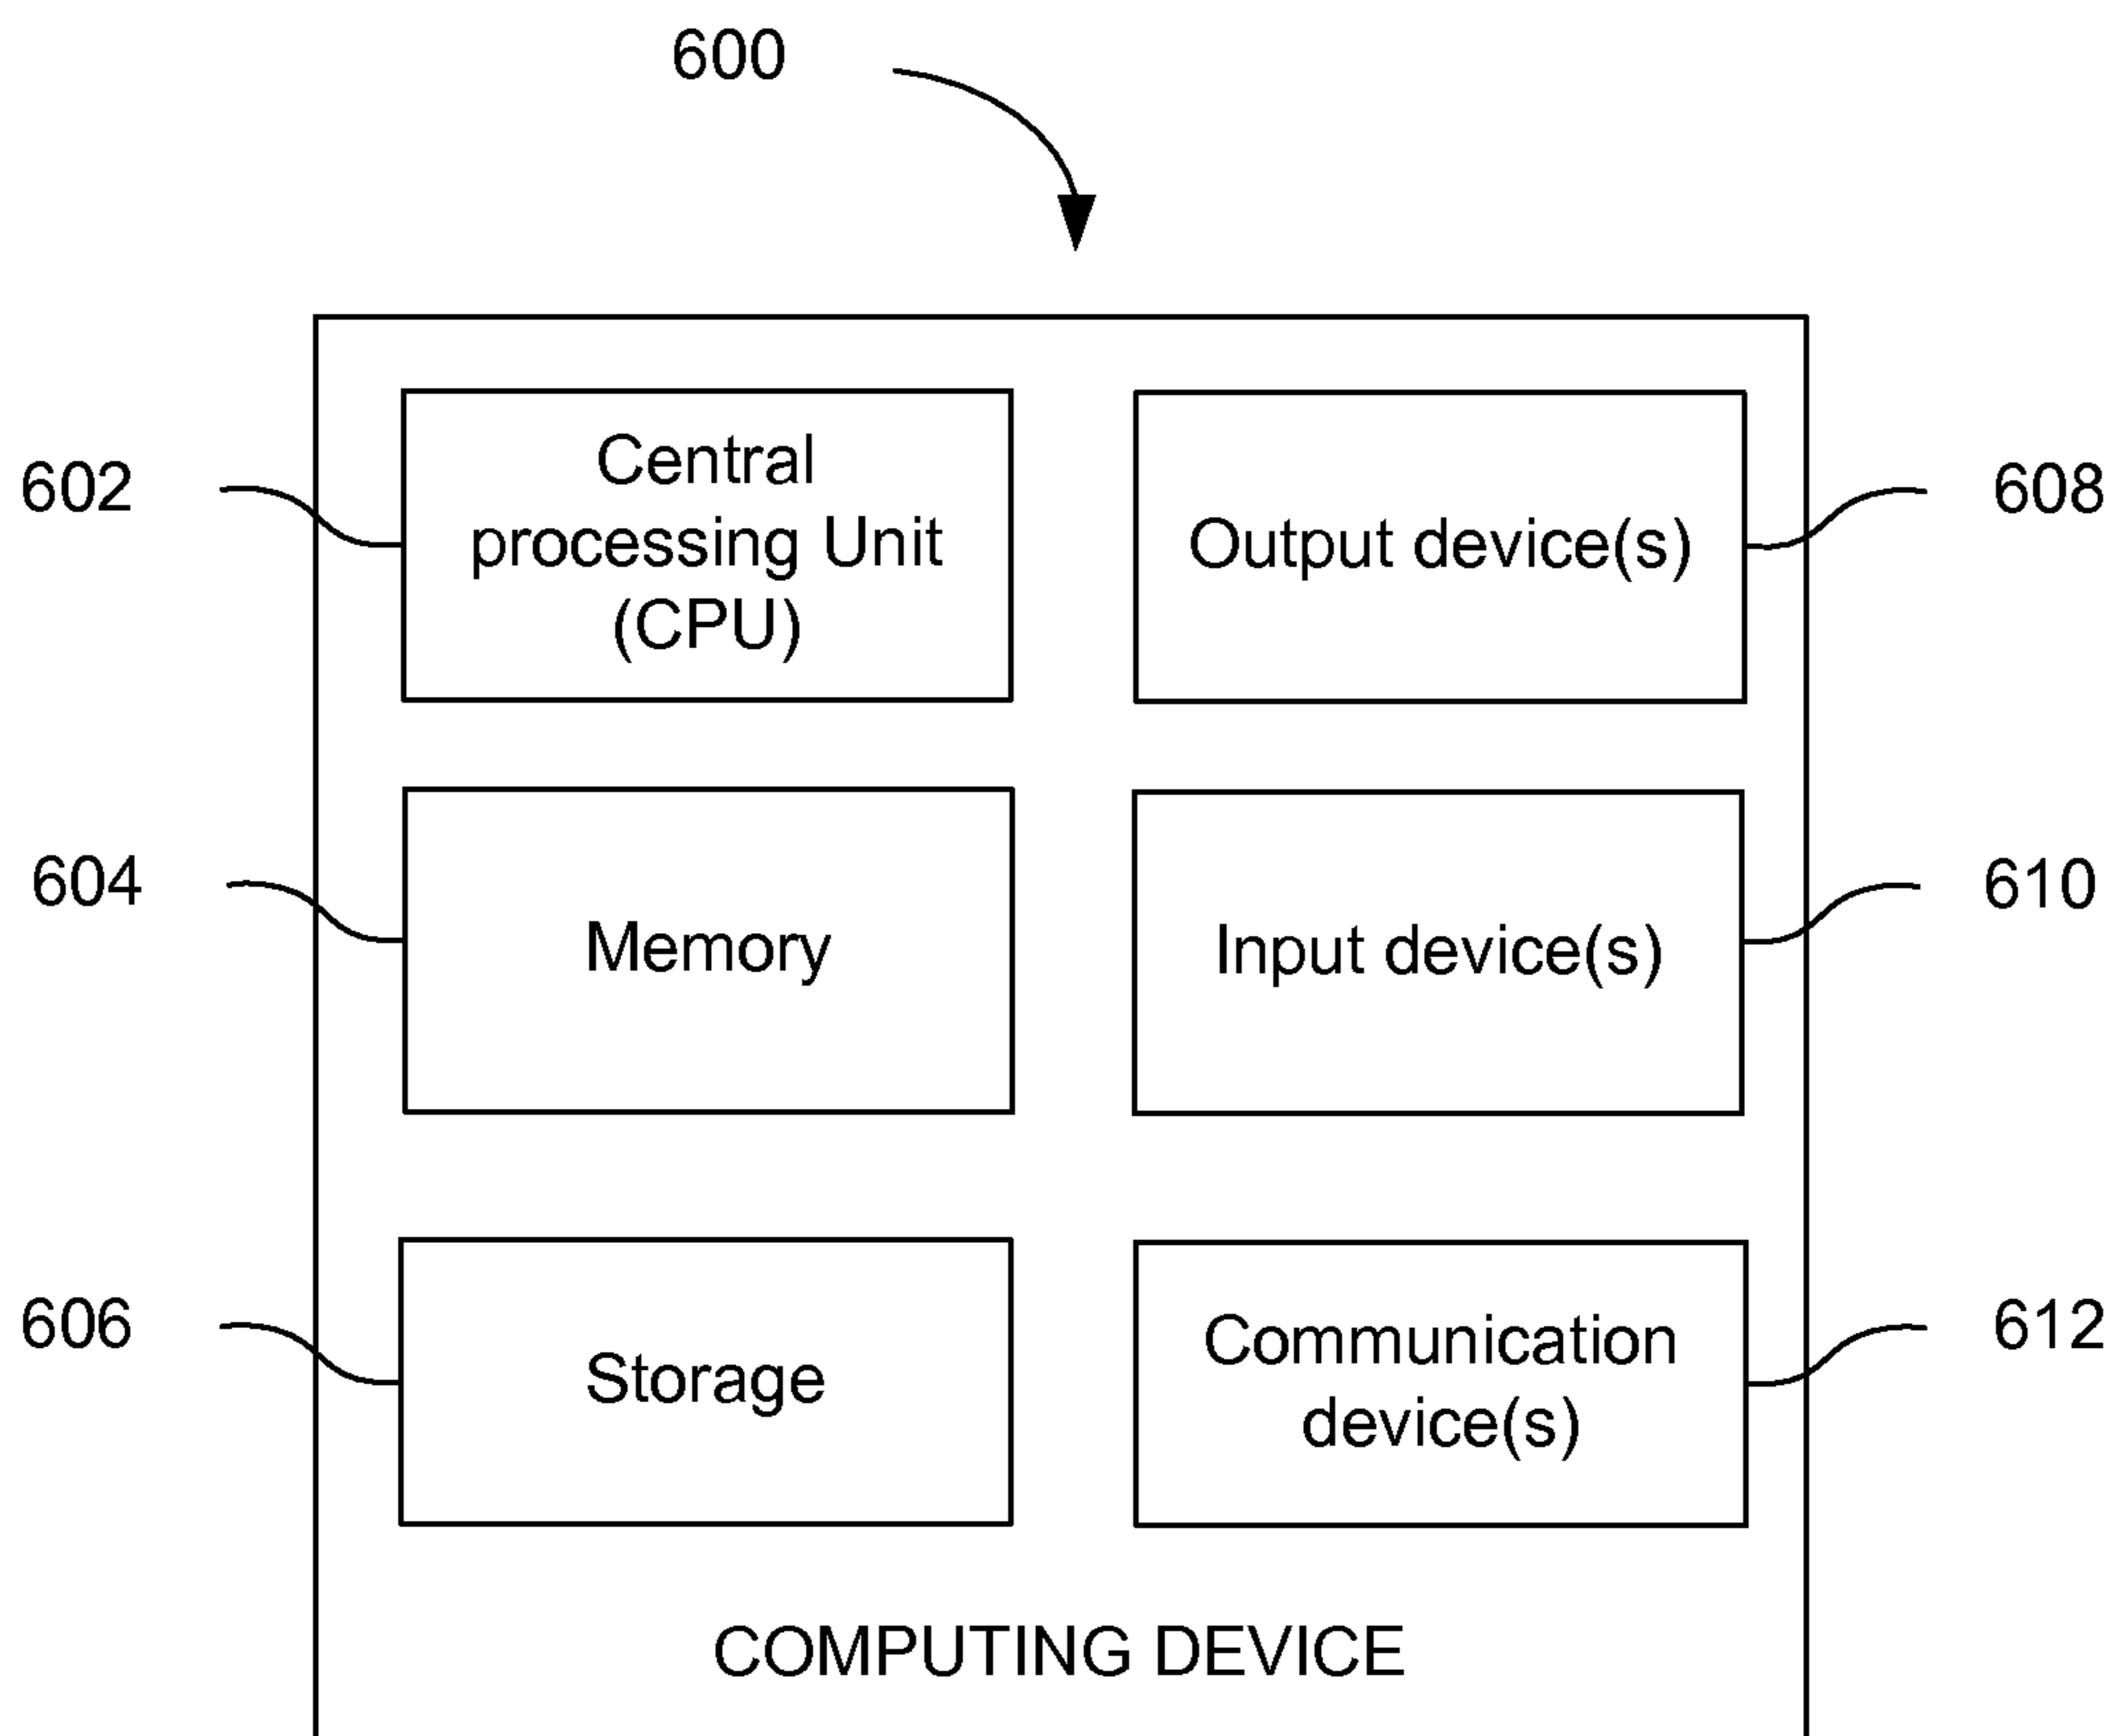 600
602
Central
processing Unit
(CPU)
Output device(s)
608
604
Memory
Input device(s)
610
606
Storage
Communication
device(s)
612
COMPUTING DEVICE